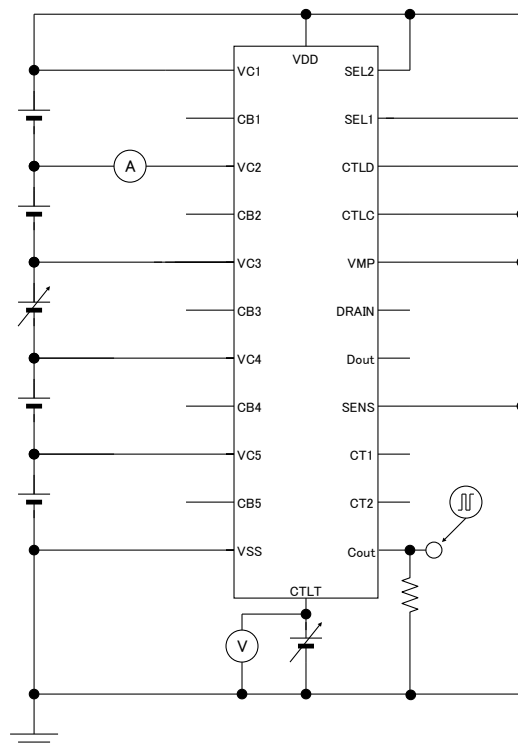 VDD
VC1 SEL2
CB1 SEL1
A VC2 CTLD
CB2 CTLC
VC3 VMP
CB3 DRAIN
VC4 Dout
CB4 SENS
VC5 CT1
CB5 CT2
VSS Cout
CTLT
V